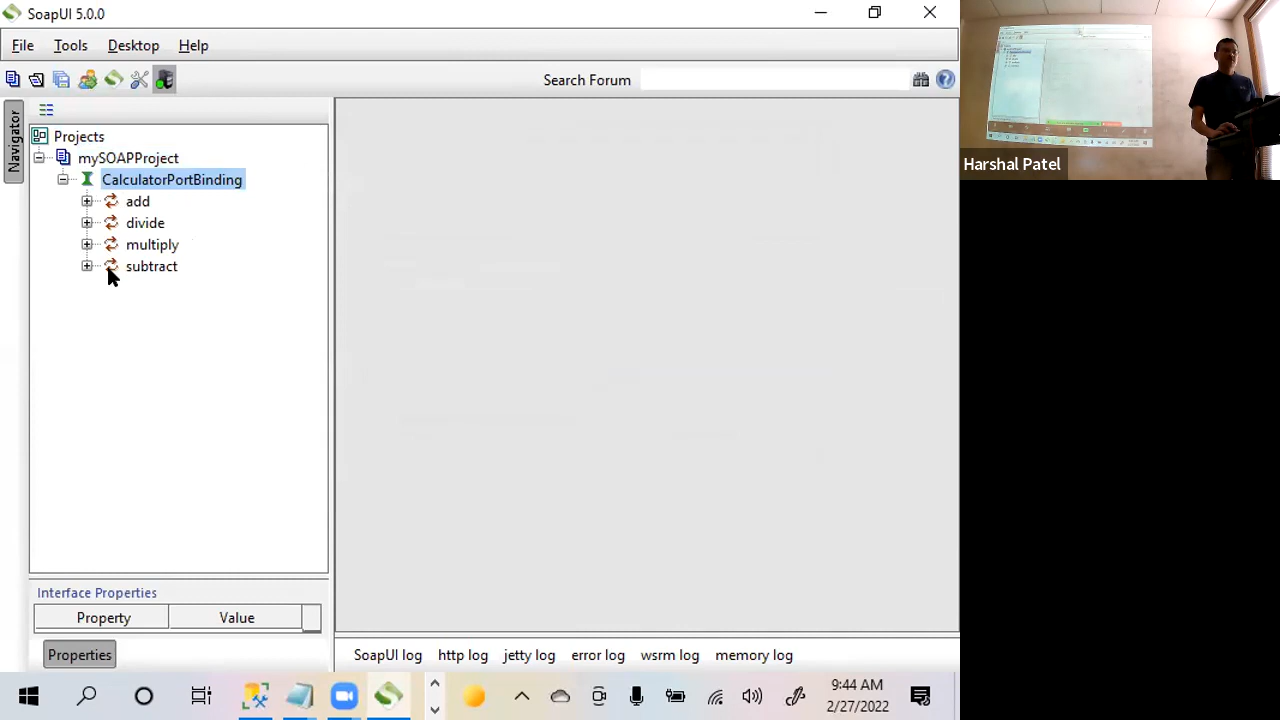 SoapUI 5.0.0
File Tools Desktop Help
Search Forum
Navigator
Projects
mySOAPProject
CalculatorPortBinding
add
divide
multiply
subtract
Interface Properties
Property Value
Properties
SoapUI log http log jetty log error log wsrm log memory log
9:44 AM
2/27/2022
Harshal Patel